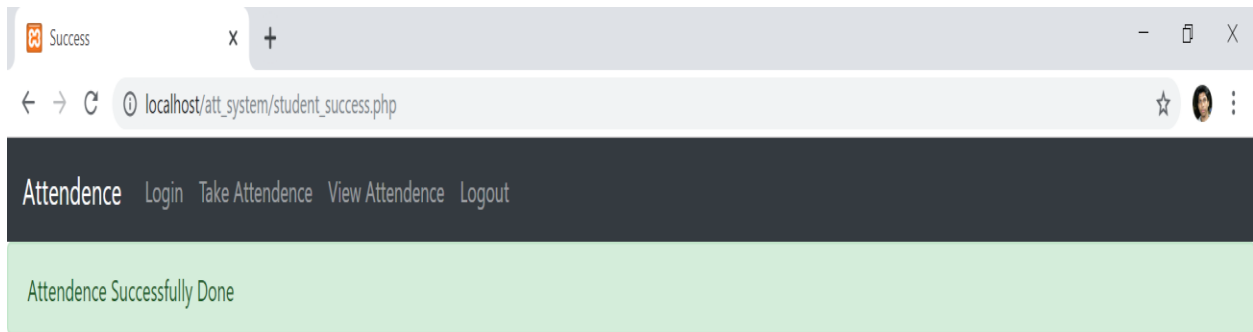 Success
localhost/att_system/student_success.php
Attendence Login Take Attendence View Attendence Logout
Attendence Successfully Done